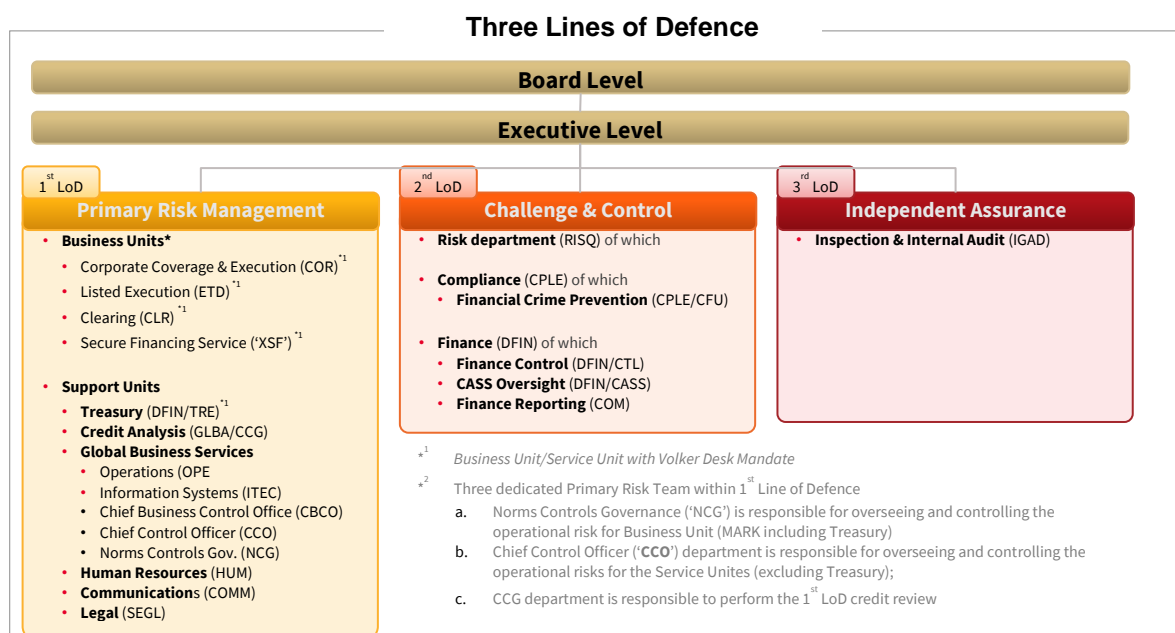 Three Lines of Defence
Board Level
Executive Level
1st LoD
Primary Risk Management
• Business Units*
• Corporate Coverage & Execution (COR)*1
• Listed Execution (ETD)*1
• Clearing (CLR)*1
• Secure Financing Service ('XSF')*1
• Support Units
• Treasury (DFIN/TRE)*1
• Credit Analysis (GLBA/CCG)
• Global Business Services
• Operations (OPE
• Information Systems (ITEC)
• Chief Business Control Office (CBCO)
• Chief Control Officer (CCO)
• Norms Controls Gov. (NCG)
• Human Resources (HUM)
• Communications (COMM)
• Legal (SEGL)
2nd LoD
Challenge & Control
• Risk department (RISQ) of which
• Compliance (CPLE) of which
• Financial Crime Prevention (CPLE/CFU)
• Finance (DFIN) of which
• Finance Control (DFIN/CTL)
• CASS Oversight (DFIN/CASS)
• Finance Reporting (COM)
3rd LoD
Independent Assurance
• Inspection & Internal Audit (IGAD)
*1 Business Unit/Service Unit with Volker Desk Mandate
*2 Three dedicated Primary Risk Team within 1st Line of Defence
a. Norms Controls Governance ('NCG') is responsible for overseeing and controlling the
operational risk for Business Unit (MARK including Treasury)
b. Chief Control Officer ('CCO') department is responsible for overseeing and controlling the
operational risks for the Service Unites (excluding Treasury);
c. CCG department is responsible to perform the 1st LoD credit review